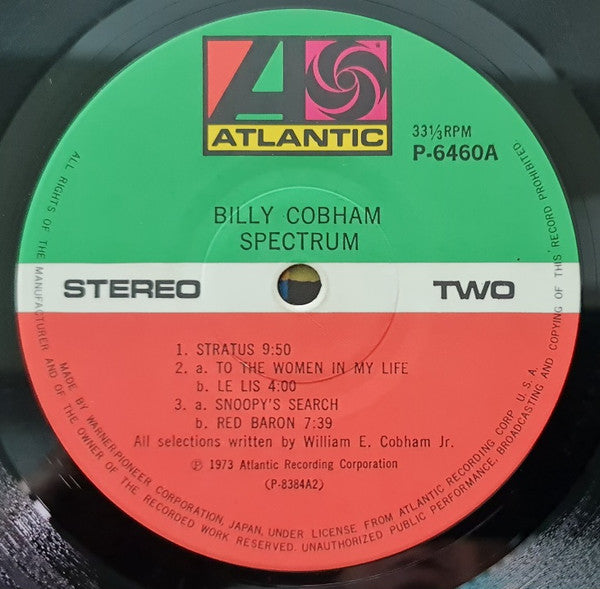 ATLANTIC
33⅓RPM
P-6460A
BILLY COBHAM
SPECTRUM
STEREO
TWO
1. STRATUS 9:50
2. a. TO THE WOMEN IN MY LIFE
b. LE LIS 4:00
3. a. SNOOPY'S SEARCH
b. RED BARON 7:39
All selections written by William E. Cobham Jr.
℗ 1973 Atlantic Recording Corporation
(P-8384A2)
MADE BY WARNER-PIONEER CORPORATION, JAPAN, UNDER LICENSE FROM ATLANTIC RECORDING CORP. U.S.A.
ALL RIGHTS OF THE MANUFACTURER AND OF THE OWNER OF THE RECORDED WORK RESERVED. UNAUTHORIZED PUBLIC PERFORMANCE, BROADCASTING AND COPYING OF THIS RECORD PROHIBITED